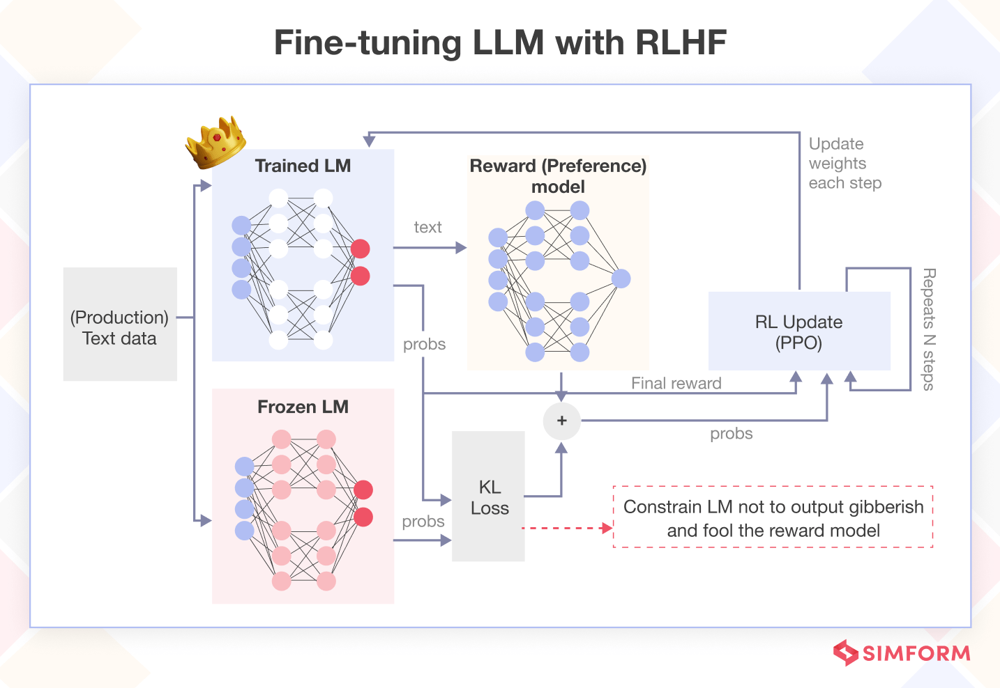 Fine-tuning LLM with RLHF
Trained LM
Reward (Preference)
model
Update
weights
each step
text
(Production)
Text data
probs
RL Update
(PPO)
Repeats N steps
Final reward
Frozen LM
+
probs
KL
Loss
probs
Constrain LM not to output gibberish
and fool the reward model
SIMFORM